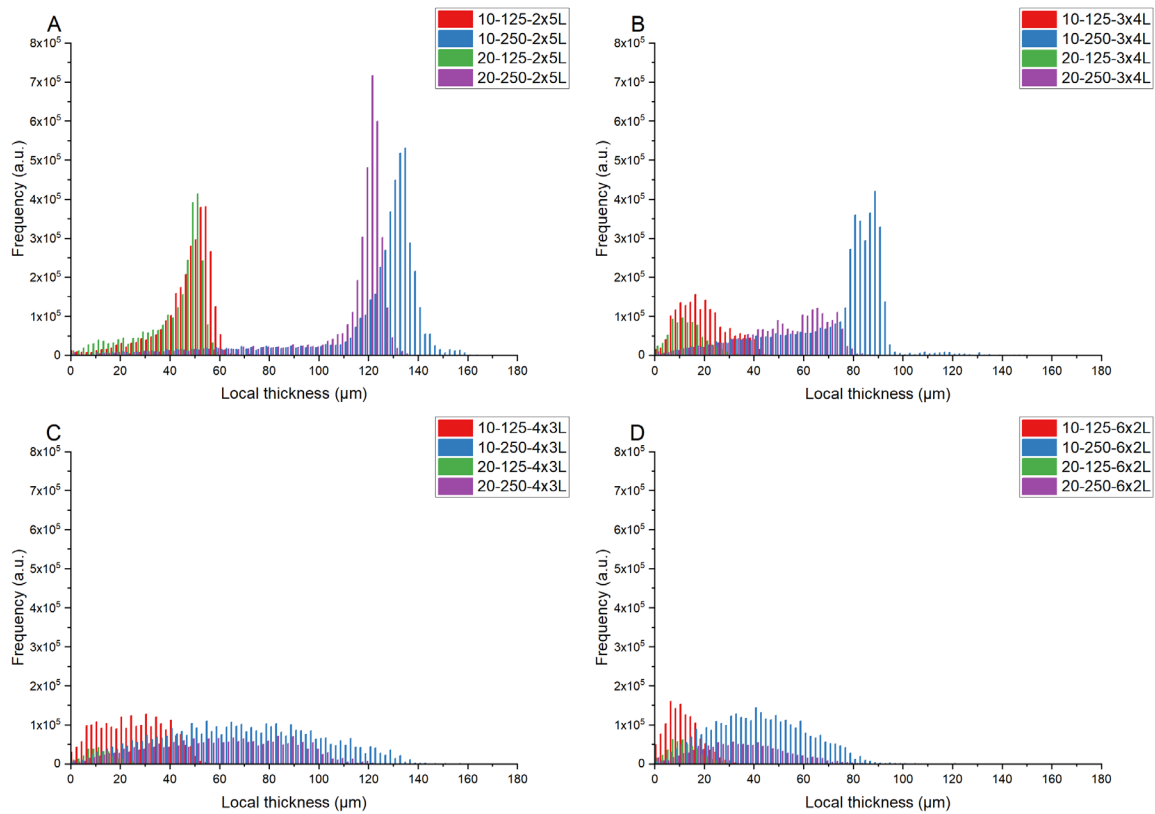 A
10-125-2x5L
10-250-2x5L
20-125-2x5L
20-250-2x5L
8x10⁵
7x10⁵
6x10⁵
5x10⁵
4x10⁵
3x10⁵
2x10⁵
1x10⁵
0
Frequency (a.u.)
0 20 40 60 80 100 120 140 160 180
Local thickness (µm)
B
10-125-3x4L
10-250-3x4L
20-125-3x4L
20-250-3x4L
8x10⁵
7x10⁵
6x10⁵
5x10⁵
4x10⁵
3x10⁵
2x10⁵
1x10⁵
0
Frequency (a.u.)
0 20 40 60 80 100 120 140 160 180
Local thickness (µm)
C
10-125-4x3L
10-250-4x3L
20-125-4x3L
20-250-4x3L
8x10⁵
7x10⁵
6x10⁵
5x10⁵
4x10⁵
3x10⁵
2x10⁵
1x10⁵
0
Frequency (a.u.)
0 20 40 60 80 100 120 140 160 180
Local thickness (µm)
D
10-125-6x2L
10-250-6x2L
20-125-6x2L
20-250-6x2L
8x10⁵
7x10⁵
6x10⁵
5x10⁵
4x10⁵
3x10⁵
2x10⁵
1x10⁵
0
Frequency (a.u.)
0 20 40 60 80 100 120 140 160 180
Local thickness (µm)